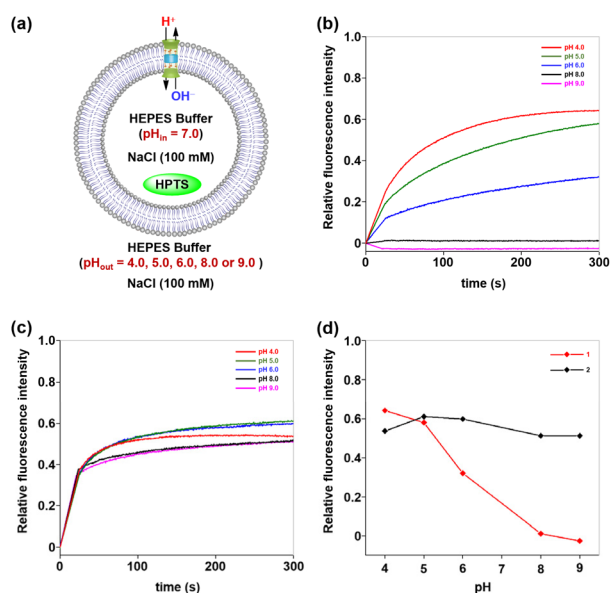 (a)
H⁺
OH⁻
HEPES Buffer
(pHin = 7.0)
NaCl (100 mM)
HPTS
HEPES Buffer
(pHout = 4.0, 5.0, 6.0, 8.0 or 9.0 )
NaCl (100 mM)
(b)
Relative fluorescence intensity
1.0
0.8
0.6
0.4
0.2
0
pH 4.0
pH 5.0
pH 6.0
pH 8.0
pH 9.0
0 100 200 300
time (s)
(c)
Relative fluorescence intensity
1.0
0.8
0.6
0.4
0.2
0
pH 4.0
pH 5.0
pH 6.0
pH 8.0
pH 9.0
0 100 200 300
time (s)
(d)
Relative fluorescence intensity
1.0
0.8
0.6
0.4
0.2
0
1
2
4 5 6 7 8 9
pH